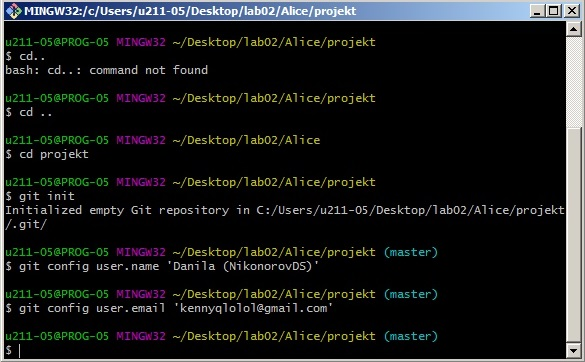 MINGW32:/c/Users/u211-05/Desktop/lab02/Alice/projekt
u211-05@PROG-05 MINGW32 ~/Desktop/lab02/Alice/projekt
$ cd..
bash: cd..: command not found
u211-05@PROG-05 MINGW32 ~/Desktop/lab02/Alice/projekt
$ cd ..
u211-05@PROG-05 MINGW32 ~/Desktop/lab02/Alice
$ cd projekt
u211-05@PROG-05 MINGW32 ~/Desktop/lab02/Alice/projekt
$ git init
Initialized empty Git repository in C:/Users/u211-05/Desktop/lab02/Alice/projekt
/.git/
u211-05@PROG-05 MINGW32 ~/Desktop/lab02/Alice/projekt (master)
$ git config user.name 'Danila (NikonorovDS)'
u211-05@PROG-05 MINGW32 ~/Desktop/lab02/Alice/projekt (master)
$ git config user.email 'kennyqlolol@gmail.com'
u211-05@PROG-05 MINGW32 ~/Desktop/lab02/Alice/projekt (master)
$